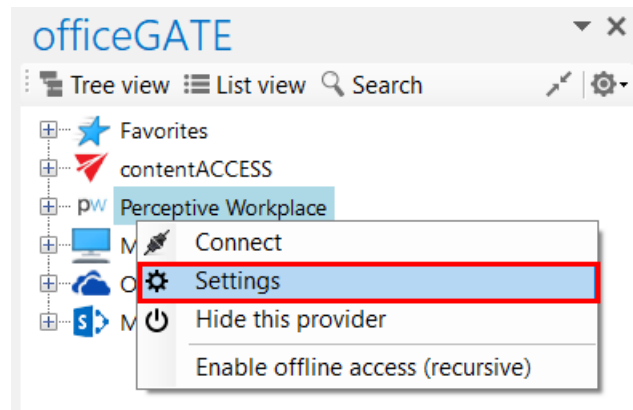 officeGATE
Tree view List view Search
Favorites
contentACCESS
pw Perceptive Workplace
M
Connect
O
Settings
M
Hide this provider
Enable offline access (recursive)